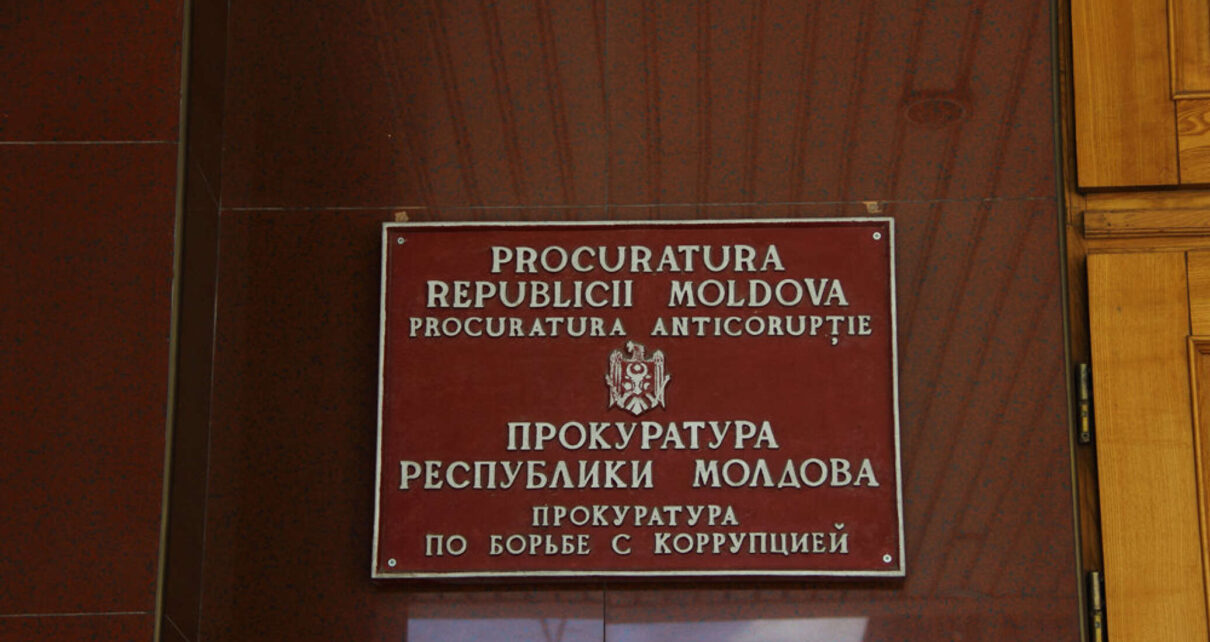 PROCURATURA
REPUBLICII MOLDOVA
PROCURATURA ANTICORUPȚIE
ПРОКУРАТУРА
РЕСПУБЛИКИ МОЛДОВА
ПРОКУРАТУРА
ПО БОРЬБЕ С КОРРУПЦИЕЙ